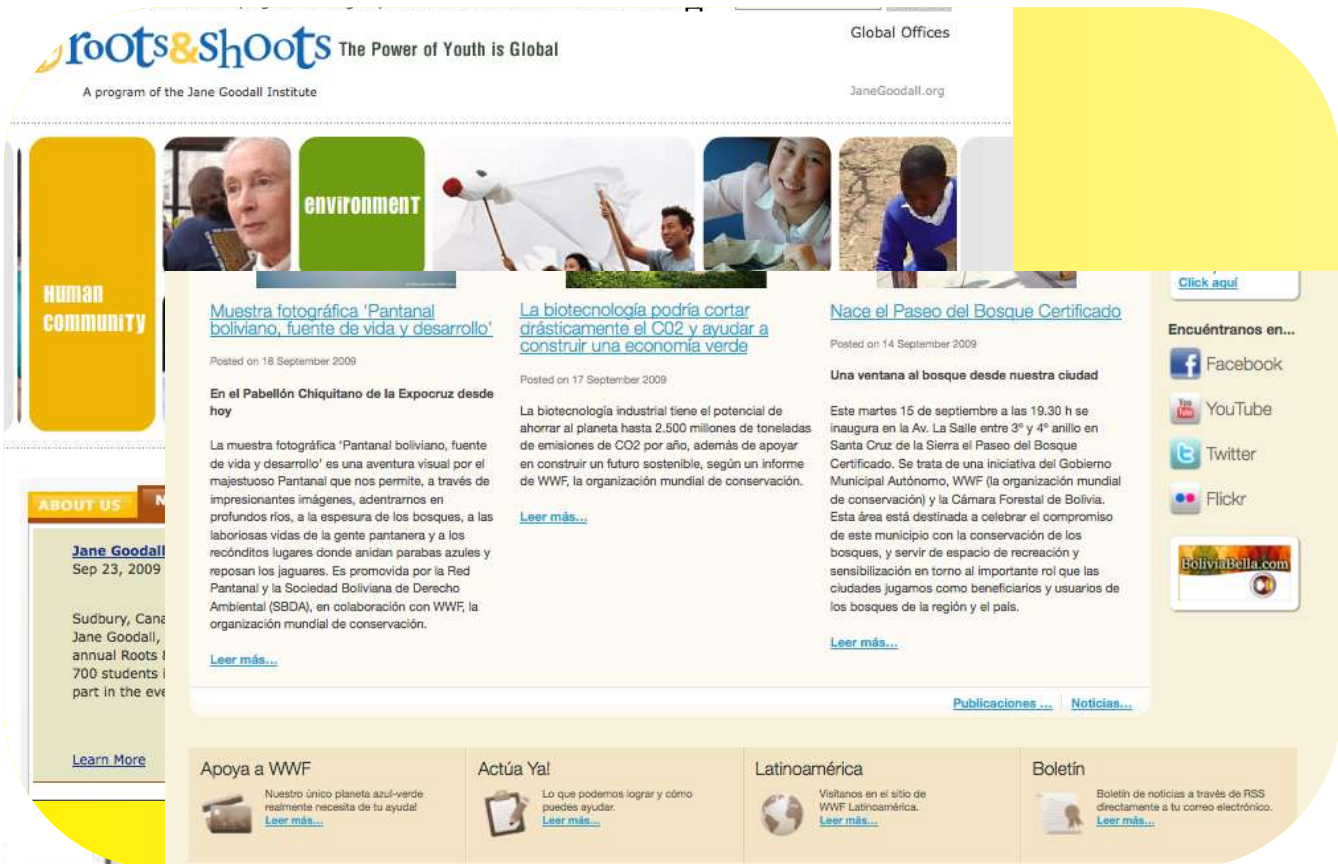 roots&shoots The Power of Youth is Global
Global Offices
A program of the Jane Goodall Institute
JaneGoodall.org
Human
community
environment
ABOUT US
Jane Goodall
Sep 23, 2009
Sudbury,
Jane Goodall,
annual Roots
700 students
part in the
Learn More
Muestra fotográfica ‘Pantanal
boliviano, fuente de vida y desarrollo’
Posted on 18 September 2009
En el Pabellón Chiquitano de la Expocruz desde
hoy
La muestra fotográfica ‘Pantanal boliviano, fuente
de vida y desarrollo’ es una aventura visual por el
majestuoso Pantanal que nos permite, a través de
impresionantes imágenes, adentrarnos en
profundos ríos, a la espesura de los bosques, a las
laboriosas vidas de la gente pantanera y a los
recónditos lugares donde anidan parabas azules y
reposan los jaguares. Es promovida por la Red
Pantanal y la Sociedad Boliviana de Derecho
Ambiental (SBDA), en colaboración con WWF, la
organización mundial de conservación.
Leer más...
La biotecnología podría cortar
drásticamente el C02 y ayudar a
construir una economía verde
Posted on 17 September 2009
La biotecnología industrial tiene el potencial de
ahorrar al planeta hasta 2.500 millones de toneladas
de emisiones de CO2 por año, además de apoyar
en construir un futuro sostenible, según un informe
de WWF, la organización mundial de conservación.
Leer más...
Nace el Paseo del Bosque Certificado
Posted on 14 September 2009
Una ventana al bosque desde nuestra ciudad
Este martes 15 de septiembre a las 19.30 h se
inaugura en la Av. La Salle entre 3º y 4º anillo en
Santa Cruz de la Sierra el Paseo del Bosque
Certificado. Se trata de una iniciativa del Gobierno
Municipal Autónomo, WWF (la organización mundial
de conservación) y la Cámara Forestal de Bolivia.
Esta área está destinada a celebrar el compromiso
de este municipio con la conservación de los
bosques, y servir de espacio de recreación y
sensibilización en torno al importante rol que las
ciudades jugamos como beneficiarios y usuarios de
los bosques de la región y el país.
Leer más...
Click aquí
Encuéntranos en...
Facebook
You Tube YouTube
Twitter
Flickr
BoliviaBella.com
Publicaciones ... Noticias...
Apoya a WWF
Nuestro único planeta azul-verde
realmente necesita de tu ayuda!
Leer más...
Actúa Ya!
Lo que podemos lograr y cómo
puedes ayudar.
Leer más...
Latinoamérica
Visítanos en el sitio de
WWF Latinoamérica.
Leer más...
Boletín
Boletín de noticias a través de RSS
directamente a tu correo electrónico.
Leer más...